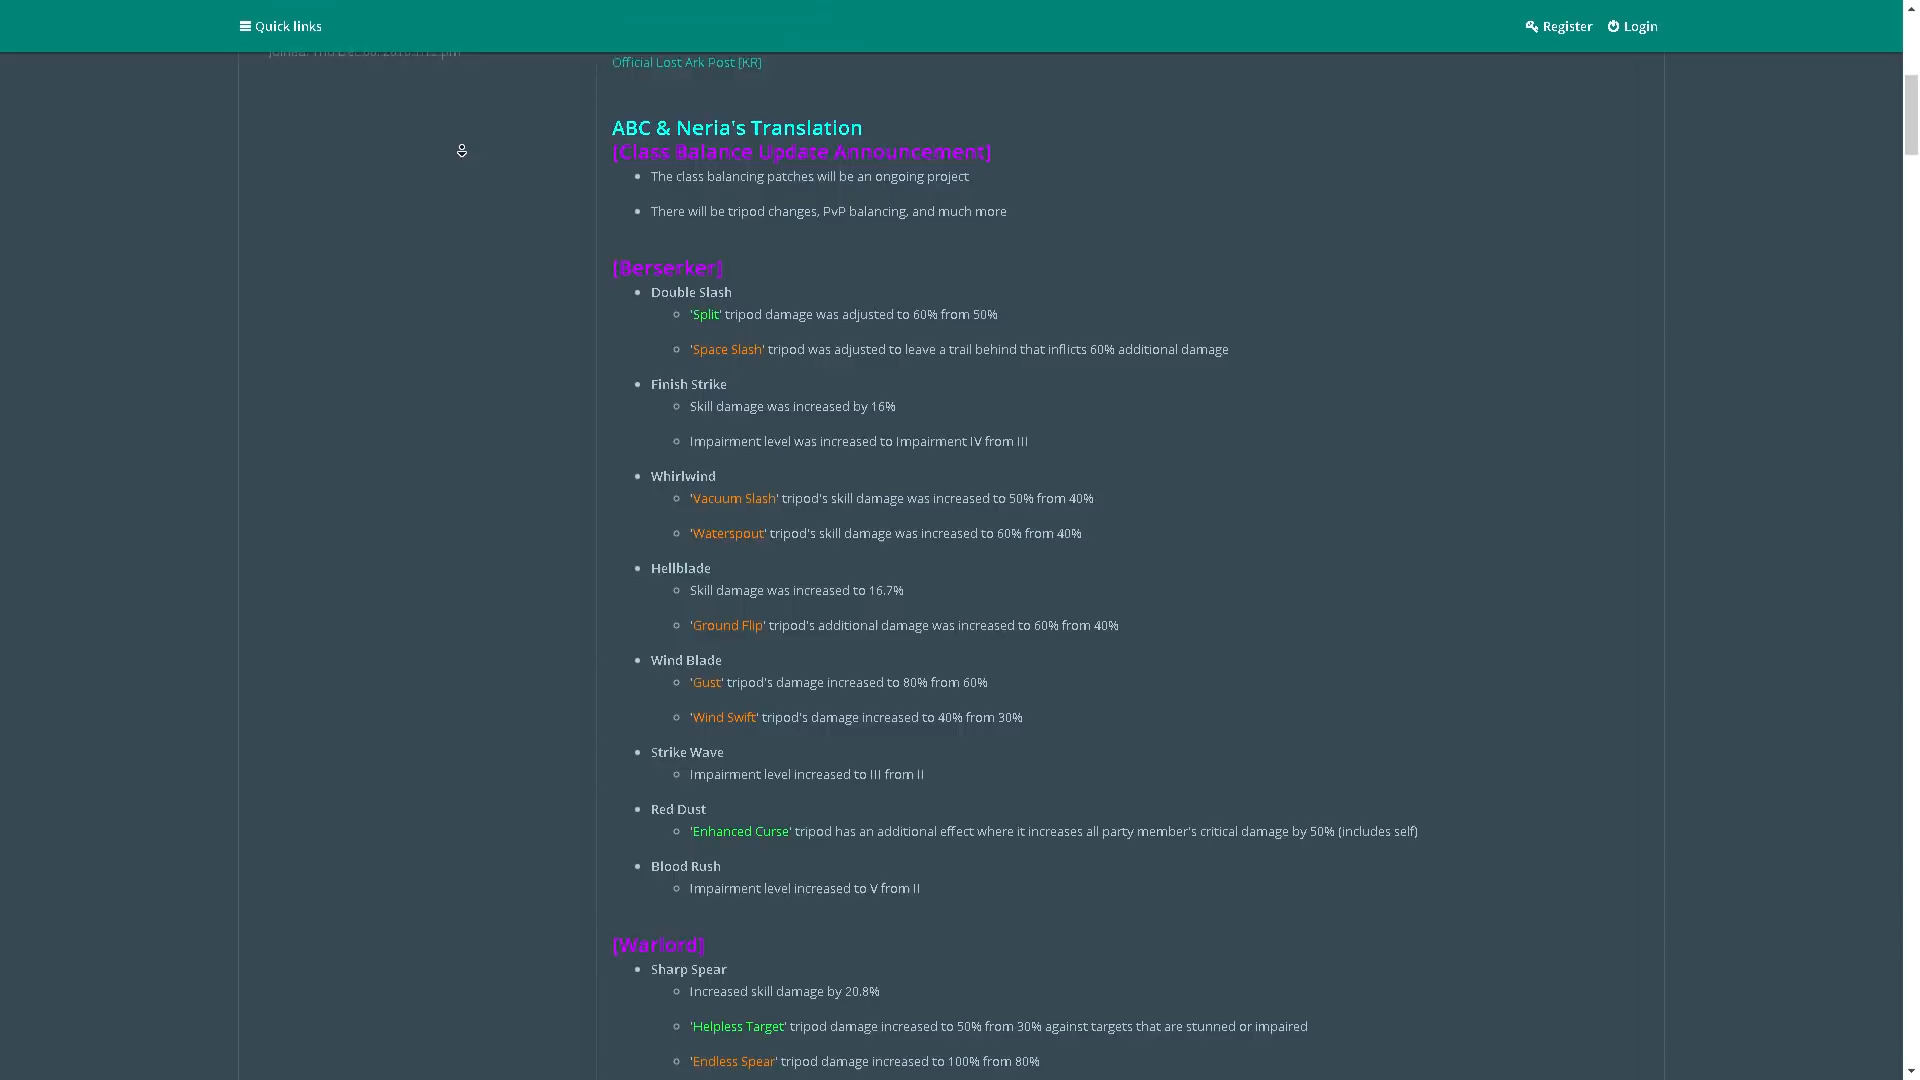 Quick links
Register
Login
Official Lost Ark Post [KR]
ABC & Neria's Translation
[Class Balance Update Announcement]
The class balancing patches will be an ongoing project
There will be tripod changes, PvP balancing, and much more
[Berserker]
Double Slash
'Split' tripod damage was adjusted to 60% from 50%
'Space Slash' tripod was adjusted to leave a trail behind that inflicts 60% additional damage
Finish Strike
Skill damage was increased by 16%
Impairment level was increased to Impairment IV from III
Whirlwind
'Vacuum Slash' tripod's skill damage was increased to 50% from 40%
'Waterspout' tripod's skill damage was increased to 60% from 40%
Hellblade
Skill damage was increased to 16.7%
'Ground Flip' tripod's additional damage was increased to 60% from 40%
Wind Blade
'Gust' tripod's damage increased to 80% from 60%
'Wind Swift' tripod's damage increased to 40% from 30%
Strike Wave
Impairment level increased to III from II
Red Dust
'Enhanced Curse' tripod has an additional effect where it increases all party member's critical damage by 50% (includes self)
Blood Rush
Impairment level increased to V from II
[Warlord]
Sharp Spear
Increased skill damage by 20.8%
'Helpless Target' tripod damage increased to 50% from 30% against targets that are stunned or impaired
'Endless Spear' tripod damage increased to 100% from 80%